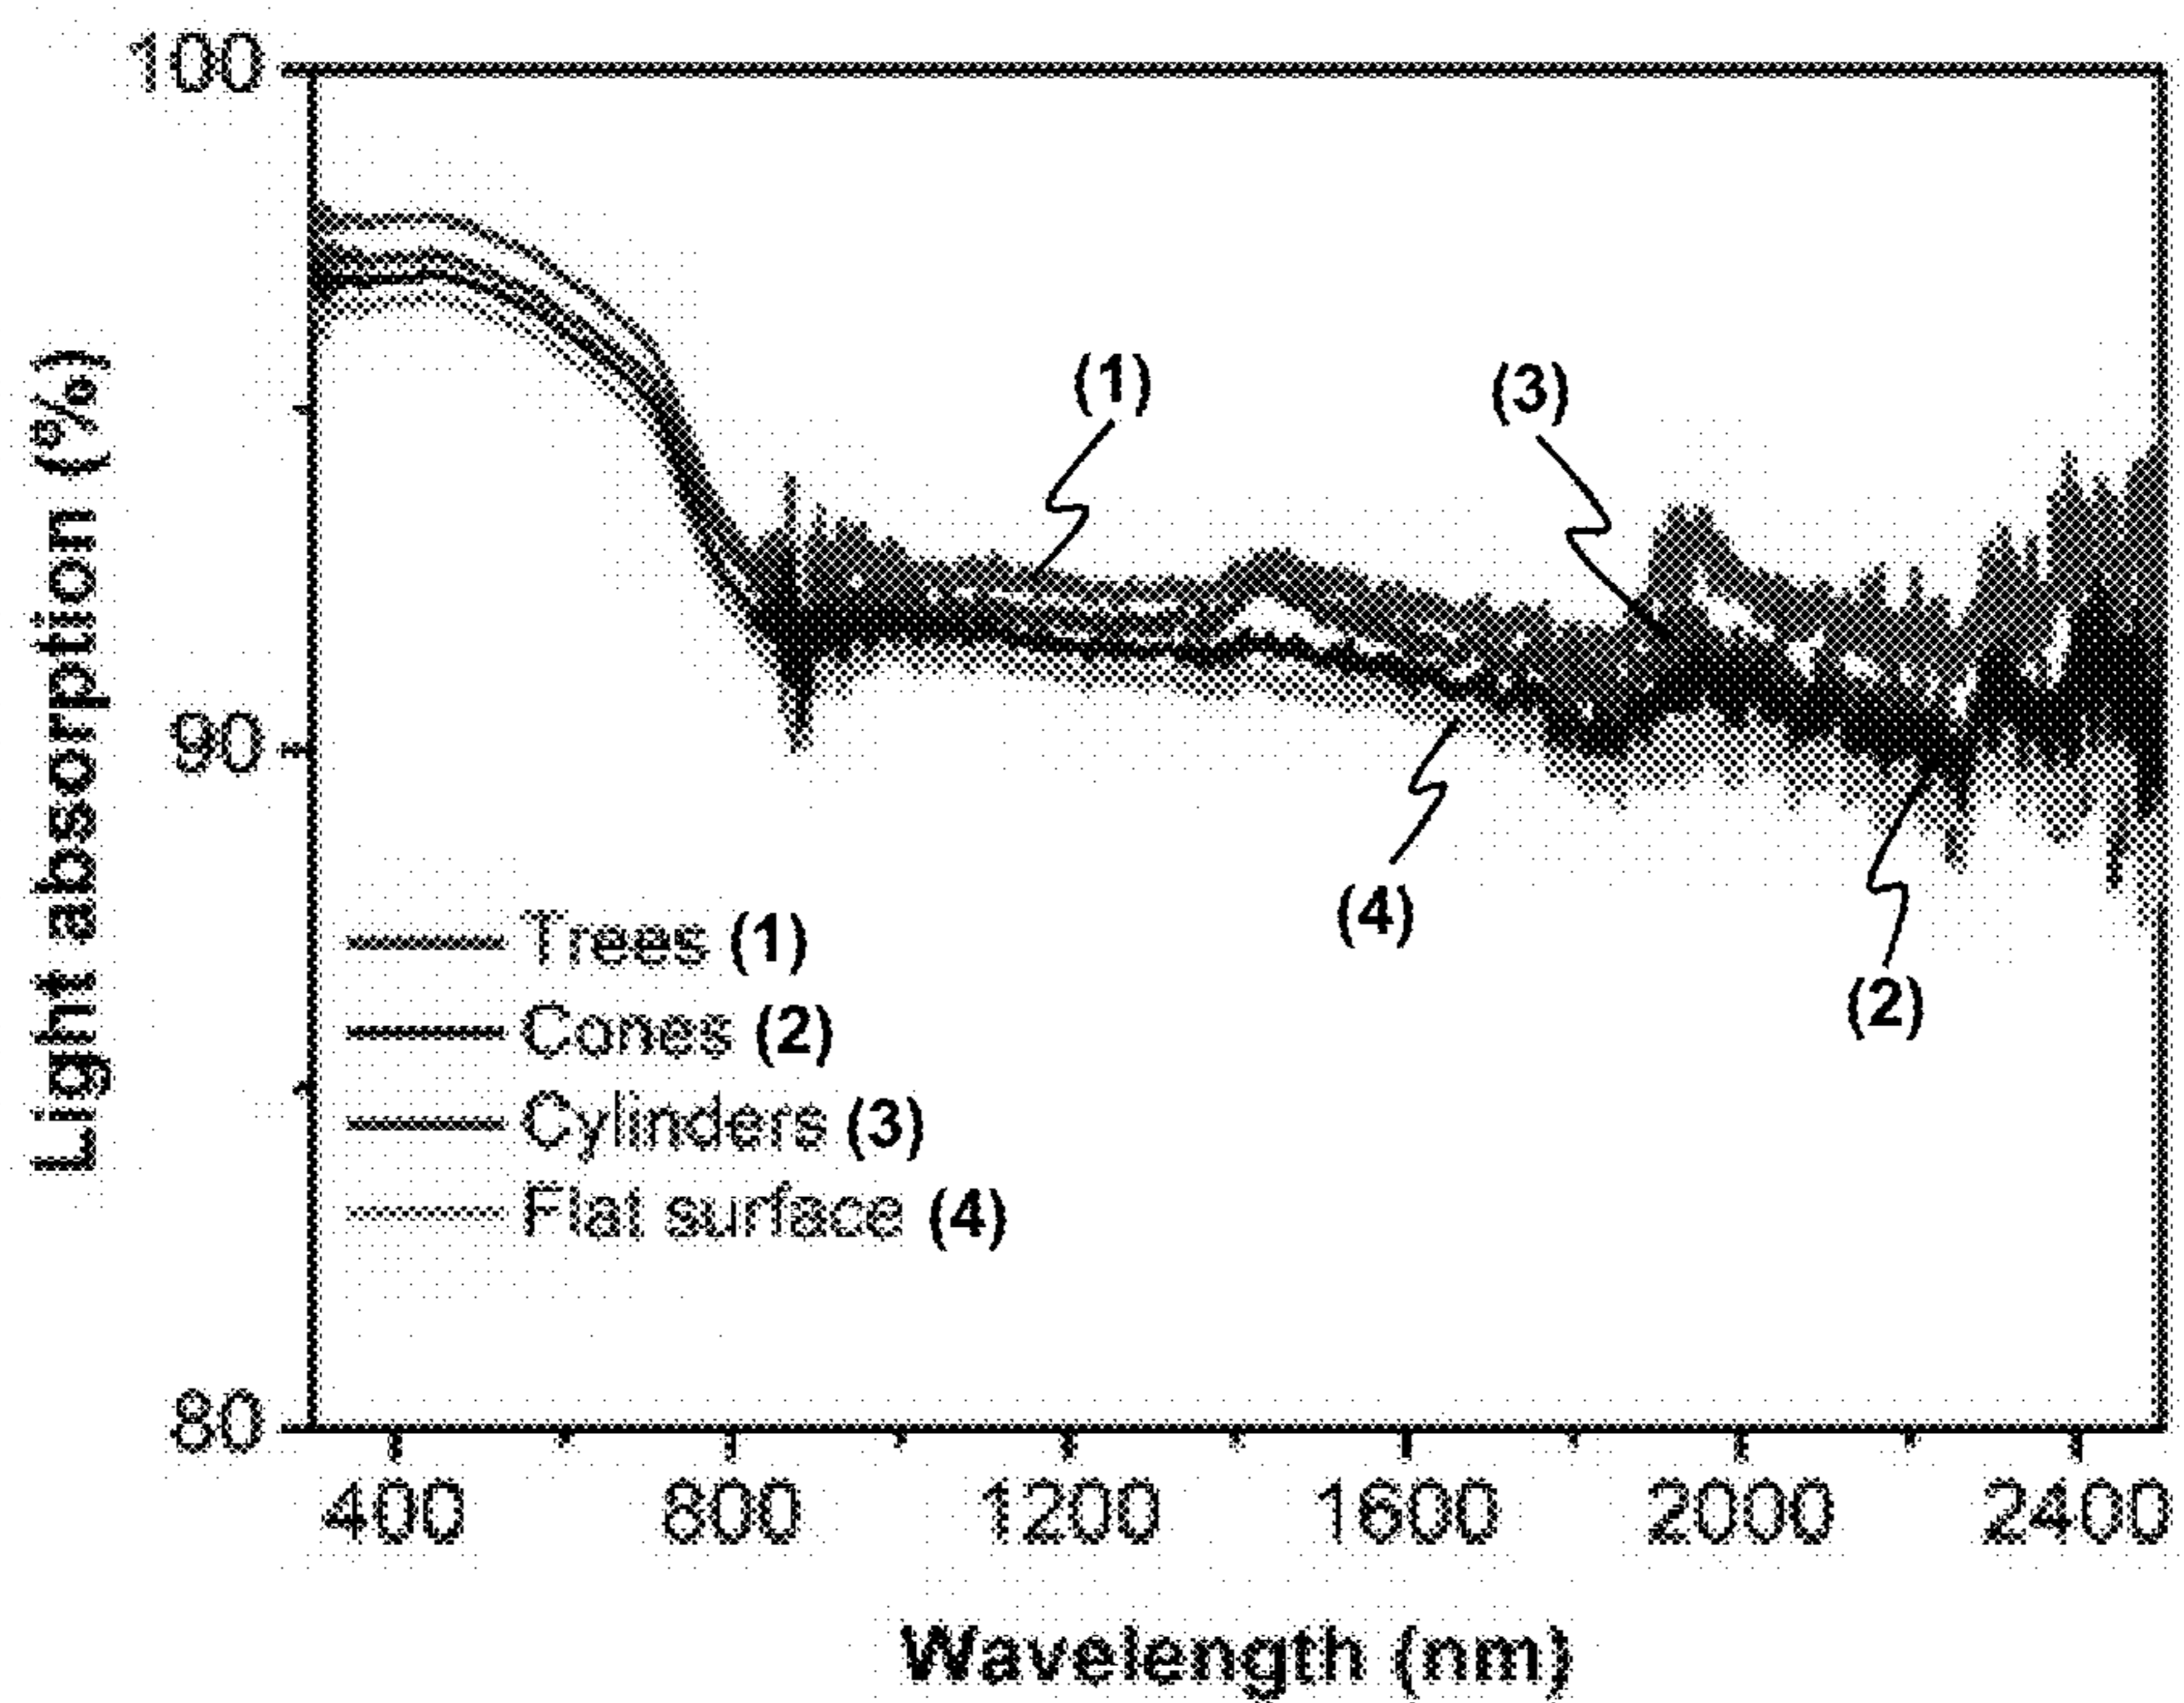 100
90
80
Light absorption (%)
(1)
(3)
(4)
(2)
Trees (1)
Cones (2)
Cylinders (3)
Flat surface (4)
400 800 1200 1600 2000 2400
Wavelength (nm)